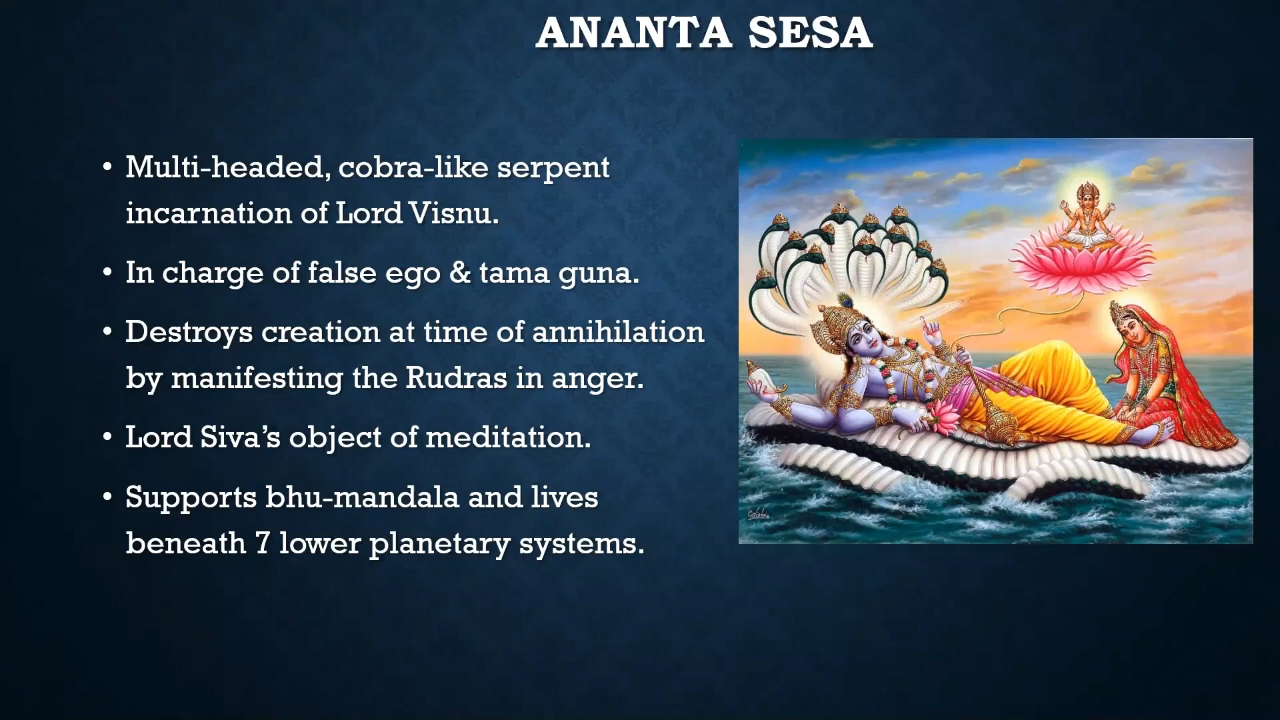 ANANTA SESA
• Multi-headed, cobra-like serpent
incarnation of Lord Visnu.
• In charge of false ego & tama guna.
• Destroys creation at time of annihilation
by manifesting the Rudras in anger.
• Lord Siva's object of meditation.
• Supports bhu-mandala and lives
beneath 7 lower planetary systems.